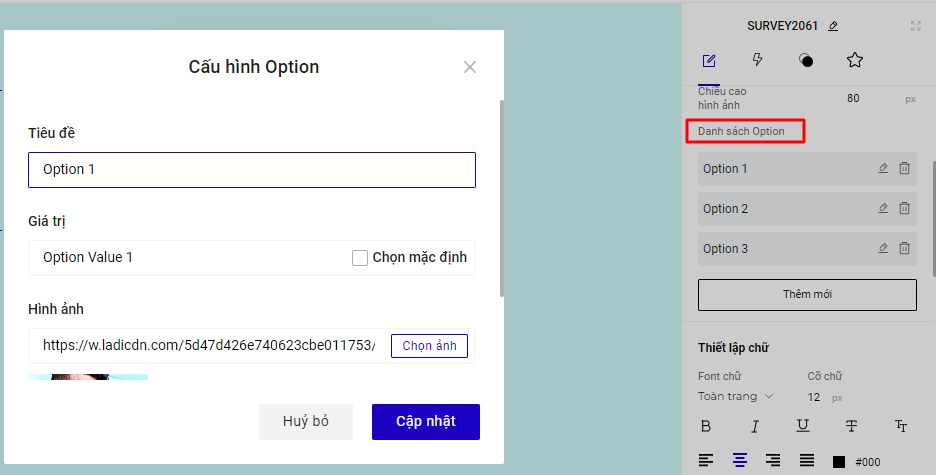 Cấu hình Option
Tiêu đề
Option 1
Giá trị
Option Value 1
Chọn mặc định
Hình ảnh
https://w.ladicdn.com/5d47d426e740623cbe011753/
Chọn ảnh
Huỷ bỏ
Cập nhật
SURVEY2061
Chiều cao
hình ảnh
80 px
Danh sách Option
Option 1
Option 2
Option 3
Thêm mới
Thiết lập chữ
Font chữ Cỡ chữ
Toàn trang 12 px
B I U T TT
#000